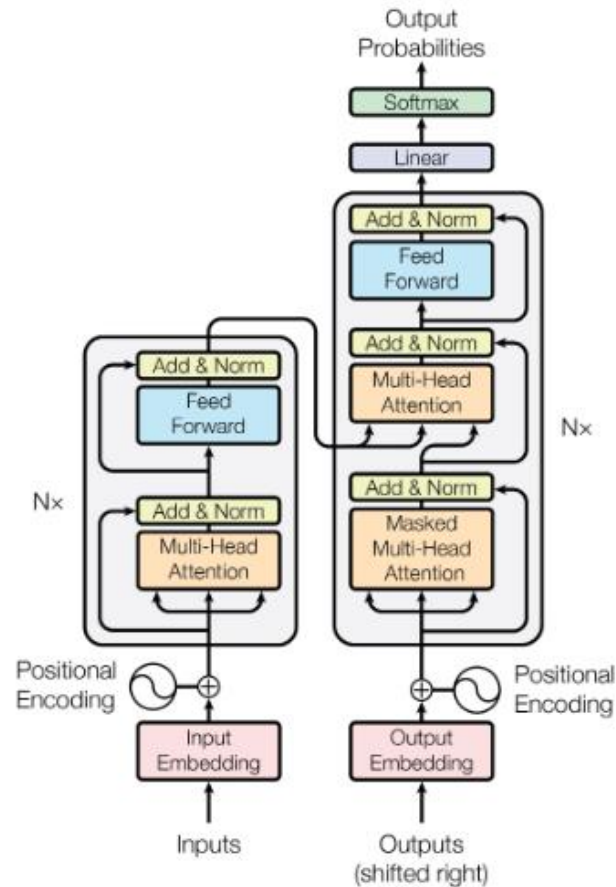 Output
Probabilities
Softmax
Linear
Add & Norm
Feed
Forward
Add & Norm
Multi-Head
Attention
Add & Norm
Masked
Multi-Head
Attention
Nx
Add & Norm
Feed
Forward
Add & Norm
Multi-Head
Attention
Nx
Positional
Encoding
Positional
Encoding
Input
Embedding
Output
Embedding
Inputs
Outputs
(shifted right)